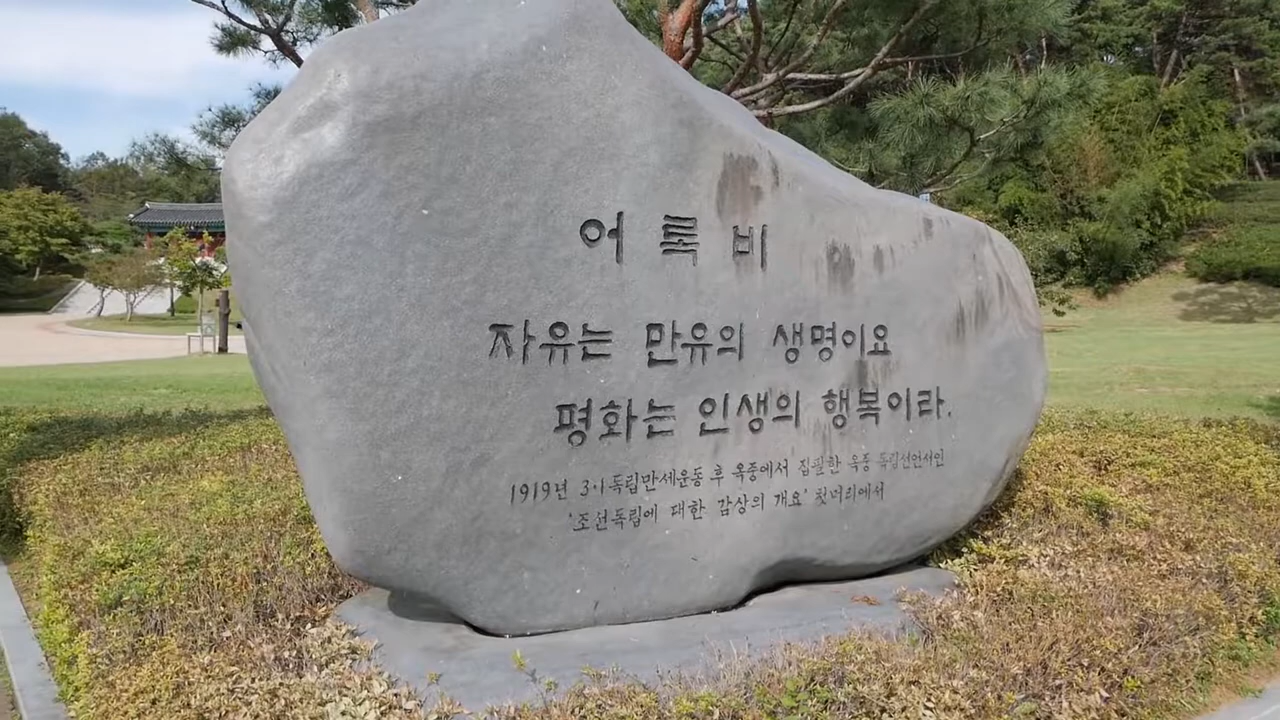 어록비
자유는 만유의 생명이요
평화는 인생의 행복이라.
1919년 3·1독립만세운동 후 옥중에서 집필한 옥중 독립선언서인
'조선독립에 대한 감상의 개요' 첫머리에서